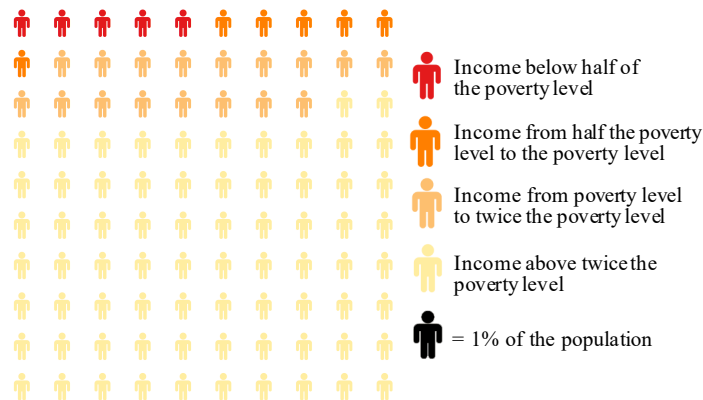 Income below half of
the poverty level
Income from half the poverty
level to the poverty level
Income from poverty level
to twice the poverty level
Income above twice the
poverty level
= 1% of the population